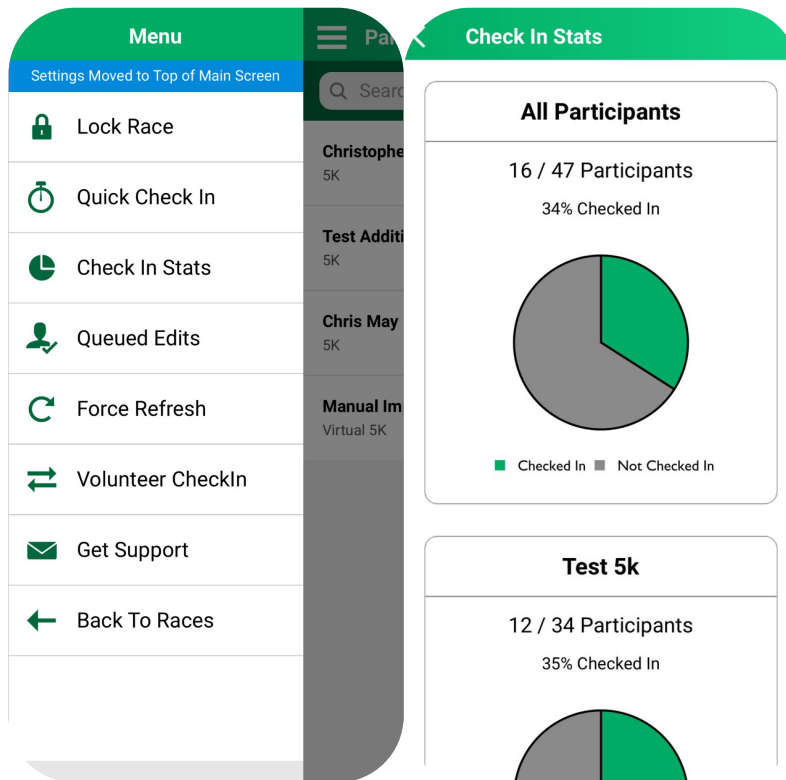 Menu
Settings Moved to Top of Main Screen
Lock Race
Quick Check In
Check In Stats
Queued Edits
Force Refresh
Volunteer CheckIn
Get Support
Back To Races
Christophe
5K
Test Additi
5K
Chris May
5K
Manual Im
Virtual 5K
Check In Stats
All Participants
16 / 47 Participants
34% Checked In
Checked In
Not Checked In
Test 5k
12 / 34 Participants
35% Checked In